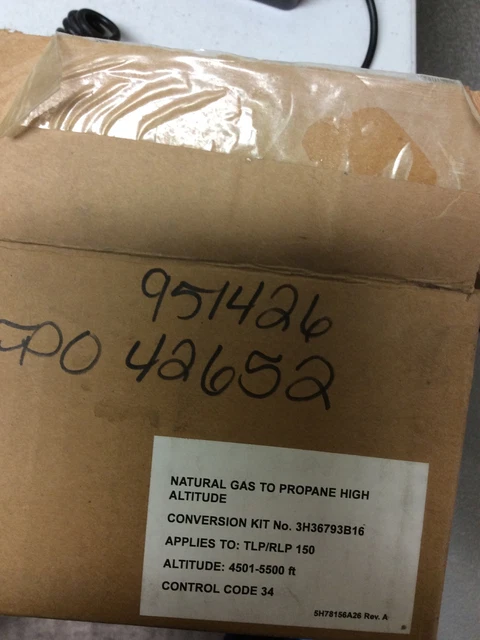 951426
PO 42652
NATURAL GAS TO PROPANE HIGH
ALTITUDE
CONVERSION KIT No. 3H36793B16
APPLIES TO: TLP/RLP 150
ALTITUDE: 4501-5500 ft
CONTROL CODE 34
5H78156A26 Rev. A